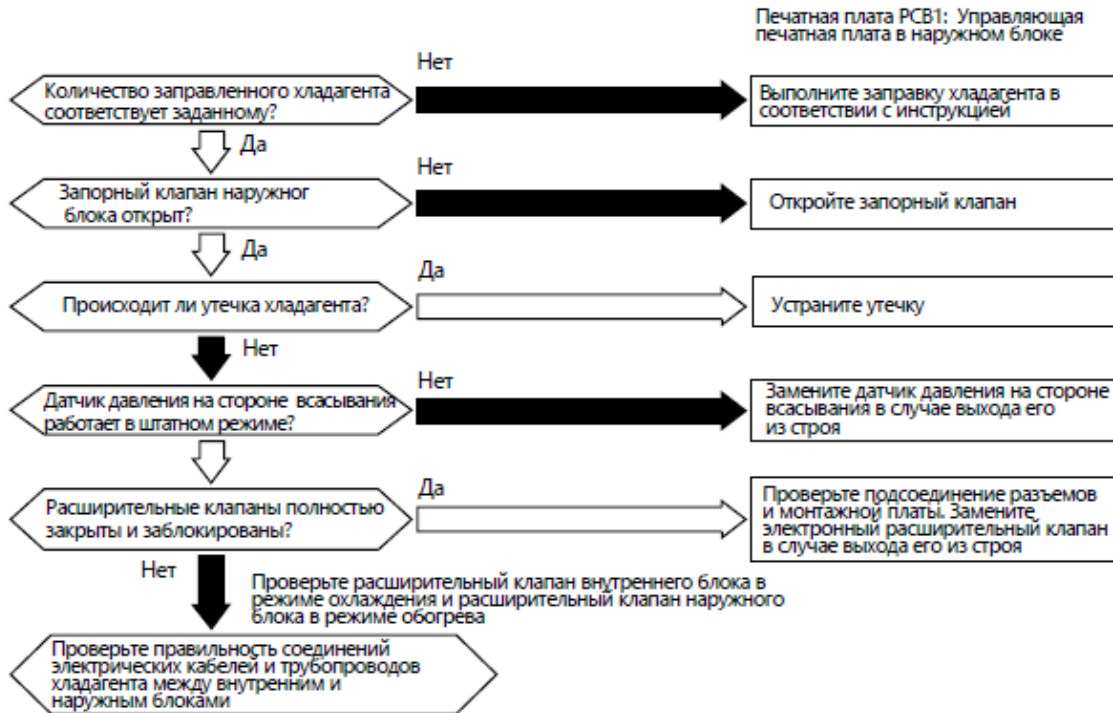 Печатная плата PCB1: Управляющая
печатная плата в наружном блоке
Количество заправленного хладагента
соответствует заданному?
Нет
Выполните заправку хладагента в
соответствии с инструкцией
Да
Запорный клапан наружног
блока открыт?
Нет
Откройте запорный клапан
Да
Происходит ли утечка хладагента?
Да
Устраните утечку
Нет
Датчик давления на стороне всасывания
работает в штатном режиме?
Нет
Замените датчик давления на стороне
всасывания в случае выхода его
из строя
Расширительные клапаны полностью
закрыты и заблокированы?
Да
Проверьте подсоединение разъемов
и монтажной платы. Замените
электронный расширительный клапан
в случае выхода его из строя
Нет
Проверьте расширительный клапан внутреннего блока в
режиме охлаждения и расширительный клапан наружного
блока в режиме обогрева
Проверьте правильность соединений
электрических кабелей и трубопроводов
хладагента между внутренним и
наружным блоками